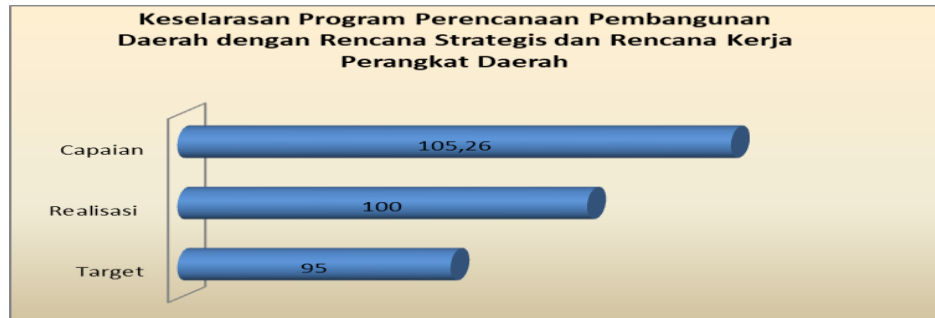 Keselarasan Program Perencanaan Pembangunan
Daerah dengan Rencana Strategis dan Rencana Kerja
Perangkat Daerah
Capaian
105,26
Realisasi
100
Target
95